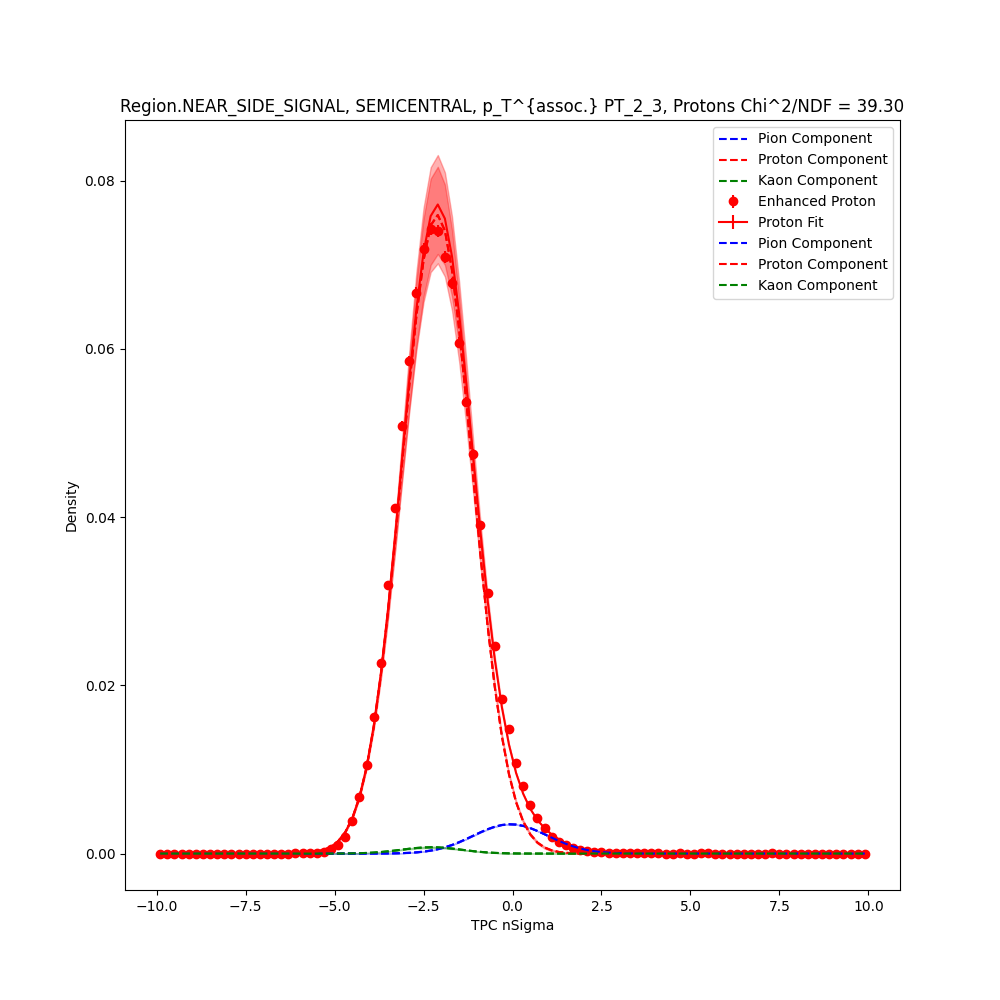 Region.NEAR_SIDE_SIGNAL, SEMICENTRAL, p_T^{assoc.} PT_2_3, Protons Chi^2/NDF = 39.30
Pion Component
Proton Component
Kaon Component
Enhanced Proton
Proton Fit
Pion Component
Proton Component
Kaon Component
0.08
0.06
0.04
0.02
0.00
Density
−10.0 −7.5 −5.0 −2.5 0.0 2.5 5.0 7.5 10.0
TPC nSigma